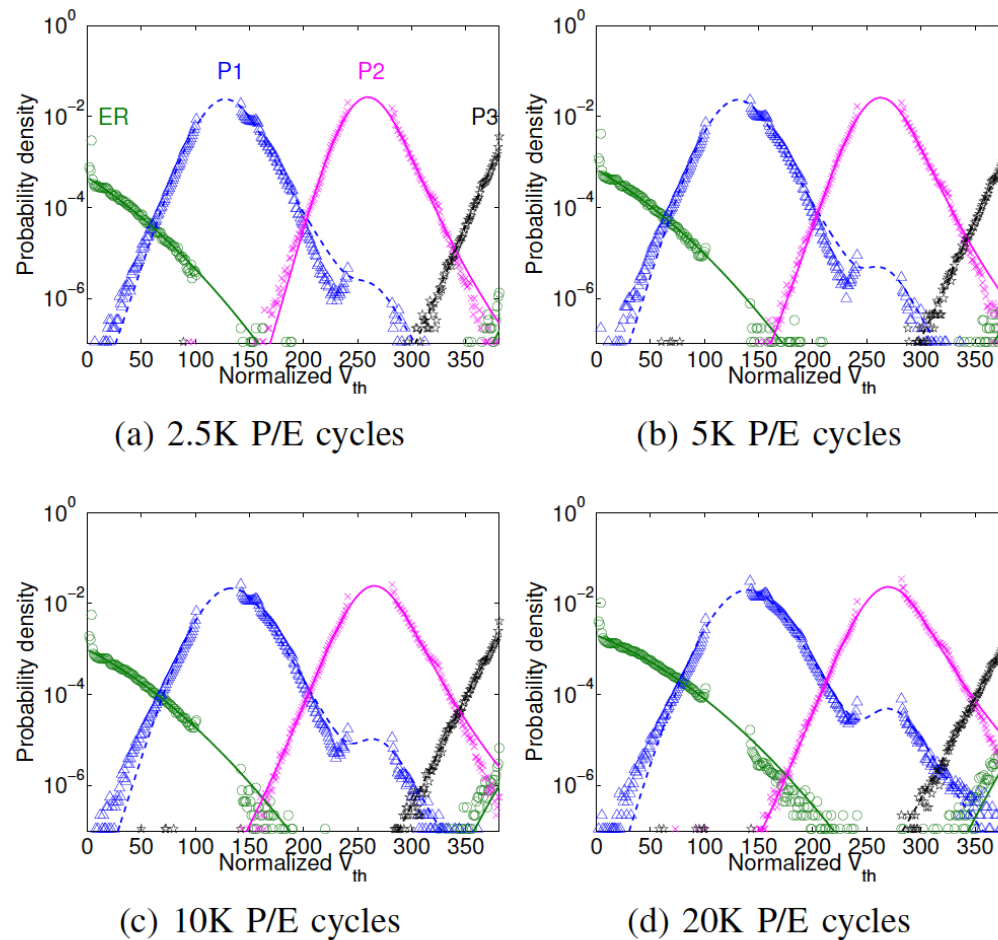 10^0
10^-2
10^-4
10^-6
Probability density
ER
P1
P2
P3
0 50 100 150 200 250 300 350
Normalized V_th
(a) 2.5K P/E cycles
10^0
10^-2
10^-4
10^-6
Probability density
0 50 100 150 200 250 300 350
Normalized V_th
(b) 5K P/E cycles
10^0
10^-2
10^-4
10^-6
Probability density
0 50 100 150 200 250 300 350
Normalized V_th
(c) 10K P/E cycles
10^0
10^-2
10^-4
10^-6
Probability density
0 50 100 150 200 250 300 350
Normalized V_th
(d) 20K P/E cycles